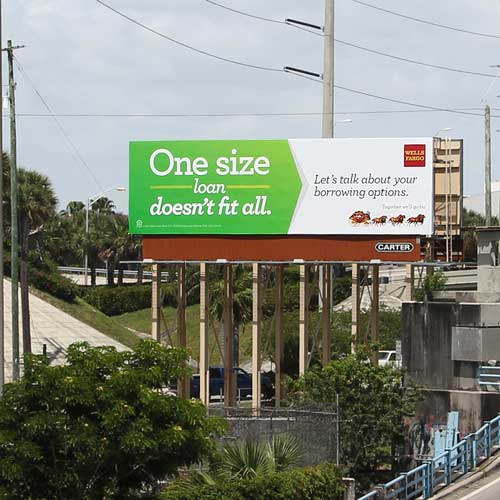 One size
loan
doesn't fit all.
WELLS
FARGO
Let's talk about your
borrowing options.
Together we'll go far
CARTER